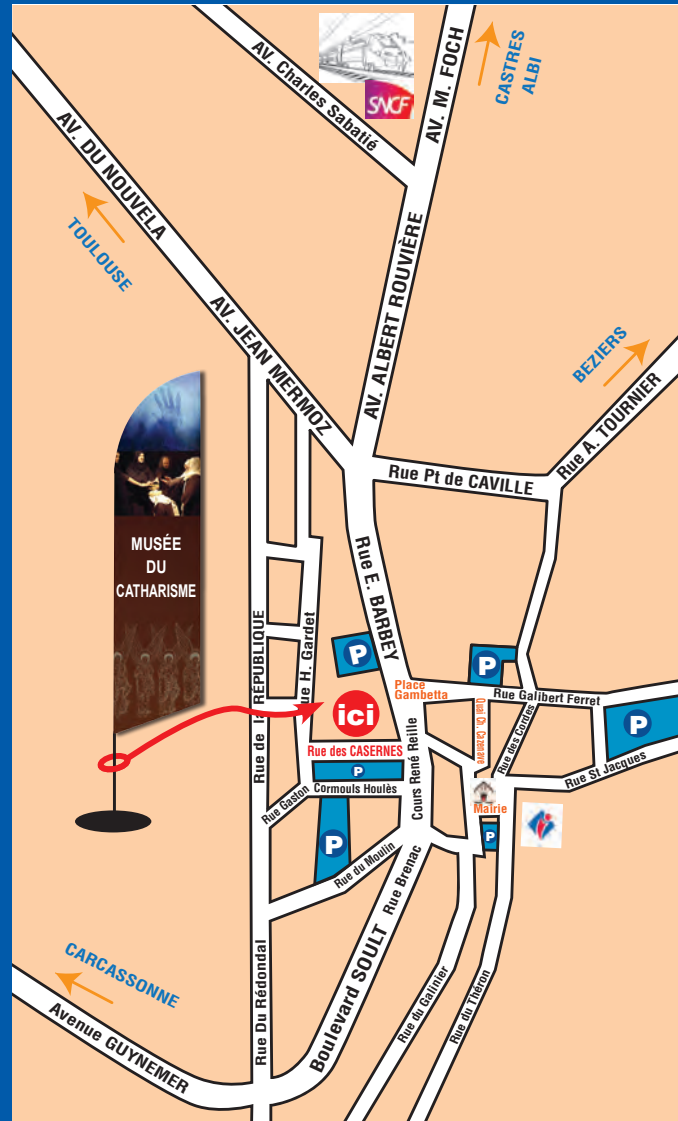 SNCF
AV. M. FOCH
CASTRES
ALBI
AV. Charles Sabatié
AV. DU NOUVELA
TOULOUSE
AV. JEAN MERMOZ
AV. ALBERT ROUVIÈRE
BEZIERS
Rue A. TOURNIER
Rue Pt de CAVILLE
MUSÉE
DU
CATHARISME
Rue E. BARBEY
Rue de la RÉPUBLIQUE
Rue H. Gardet
P
P
Place
Gambetta
Rue Galibert Ferret
ici
Quai Ch. Cazenave
Rue des Cordes
P
Rue des CASERNES
Cours René Reille
P
Rue St Jacques
Rue Gaston
Cormouls Houlès
Mairie
P
P
Rue du Moulin
Rue Brenac
Boulevard SOULT
CARCASSONNE
Avenue GUYNEMER
Rue Du Rédondal
Rue du Galinier
Rue du Théron